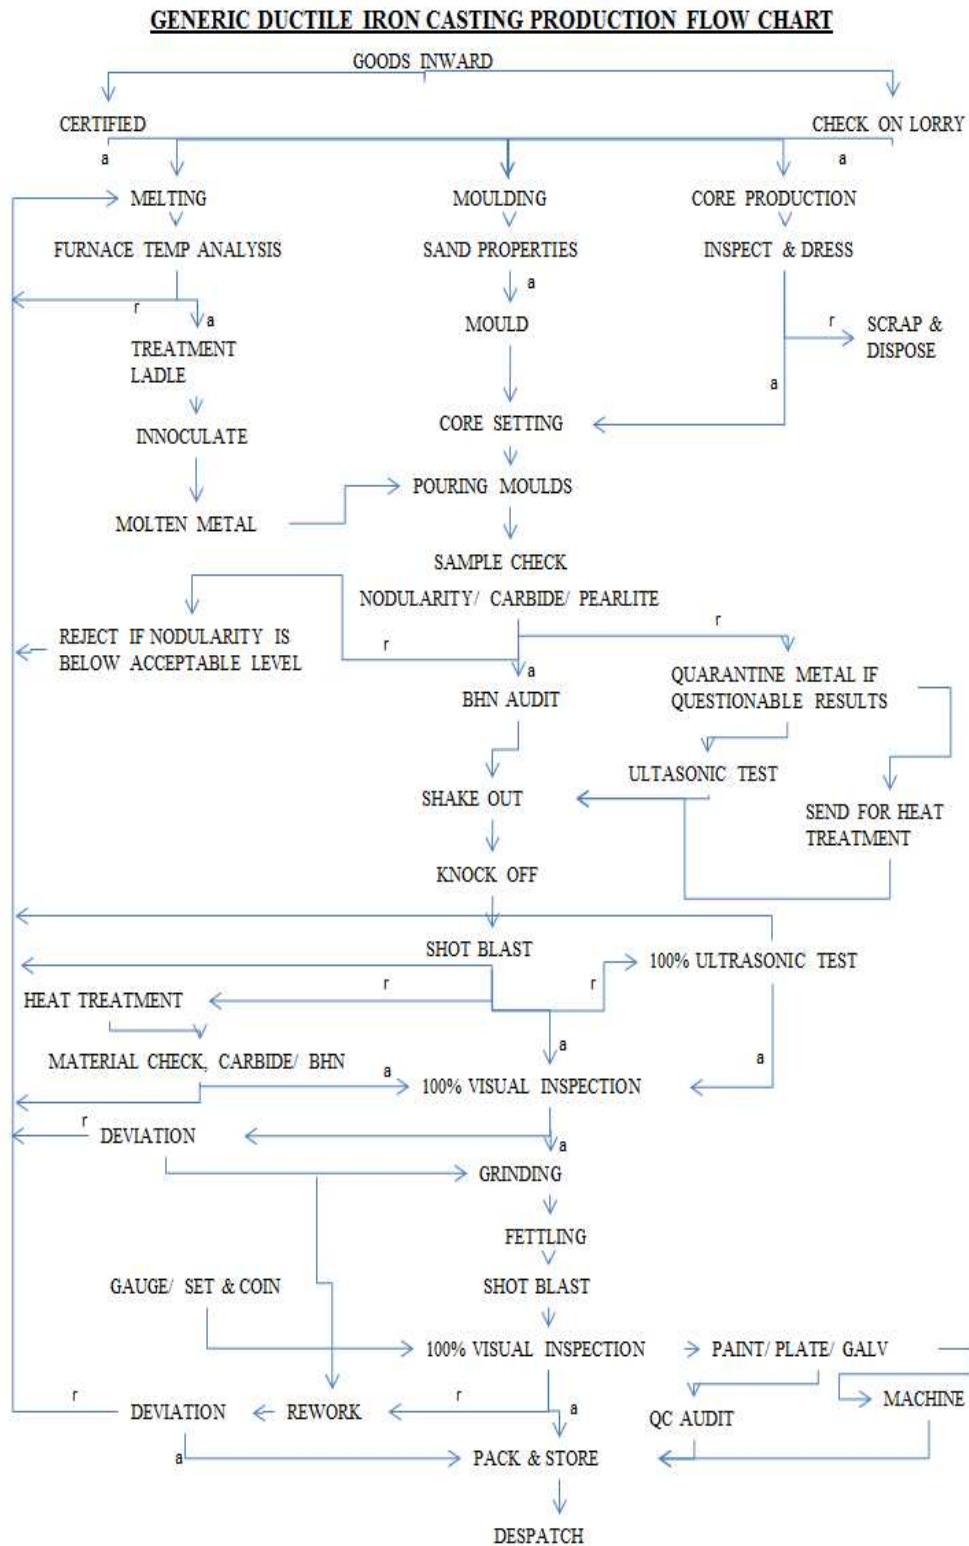 GENERIC DUCTILE IRON CASTING PRODUCTION FLOW CHART
GOODS INWARD
CERTIFIED
CHECK ON LORRY
a
a
MELTING
MOULDING
CORE PRODUCTION
FURNACE TEMP ANALYSIS
SAND PROPERTIES
INSPECT & DRESS
a
r
a
MOULD
r
SCRAP &
DISPOSE
TREATMENT
LADLE
a
CORE SETTING
INNOCULATE
POURING MOULDS
MOLTEN METAL
SAMPLE CHECK
NODULARITY/ CARBIDE/ PEARLITE
REJECT IF NODULARITY IS
BELOW ACCEPTABLE LEVEL
r
r
a
QUARANTINE METAL IF
QUESTIONABLE RESULTS
BHN AUDIT
ULTASONIC TEST
SHAKE OUT
SEND FOR HEAT
TREATMENT
KNOCK OFF
SHOT BLAST
100% ULTRASONIC TEST
r
r
HEAT TREATMENT
a
a
MATERIAL CHECK, CARBIDE/ BHN
a
100% VISUAL INSPECTION
r
DEVIATION
a
GRINDING
FETTLING
GAUGE/ SET & COIN
SHOT BLAST
100% VISUAL INSPECTION
PAINT/ PLATE/ GALV
r
DEVIATION
REWORK
r
a
QC AUDIT
MACHINE
a
PACK & STORE
DESPATCH